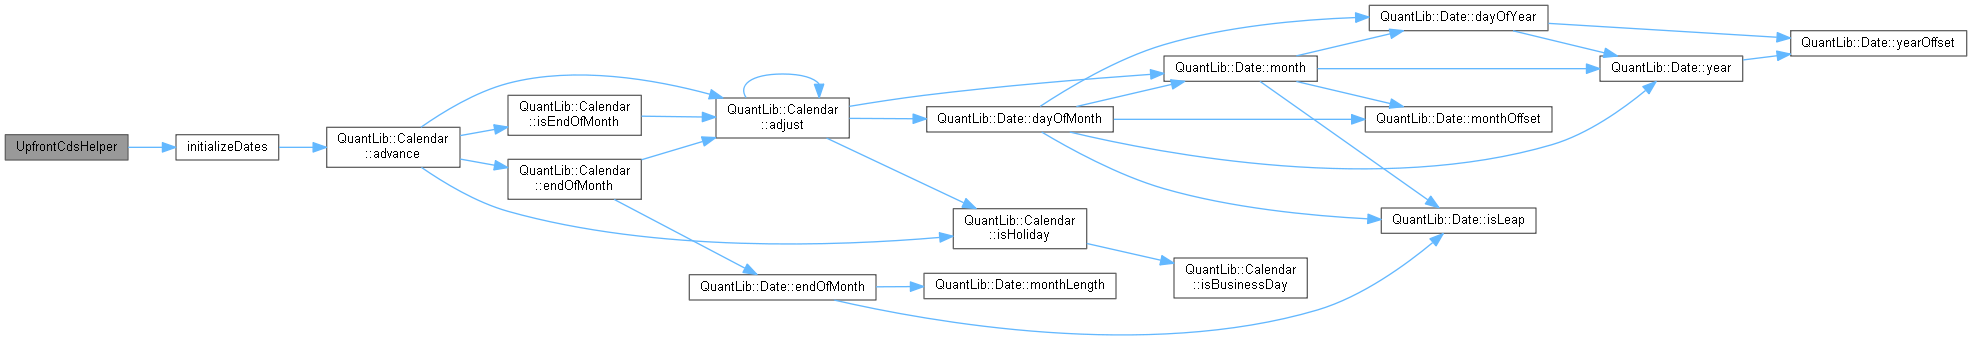 UpfrontCdsHelper
initializeDates
QuantLib::Calendar
::advance
QuantLib::Calendar
::isEndOfMonth
QuantLib::Calendar
::endOfMonth
QuantLib::Calendar
::adjust
QuantLib::Date::endOfMonth
QuantLib::Date::dayOfMonth
QuantLib::Calendar
::isHoliday
QuantLib::Date::monthLength
QuantLib::Date::month
QuantLib::Calendar
::isBusinessDay
QuantLib::Date::dayOfYear
QuantLib::Date::monthOffset
QuantLib::Date::isLeap
QuantLib::Date::year
QuantLib::Date::yearOffset